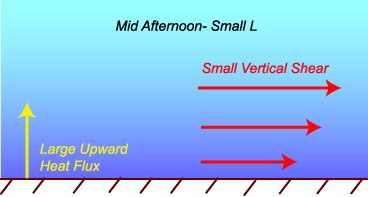 Mid Afternoon- Small L
Small Vertical Shear
Large Upward
Heat Flux